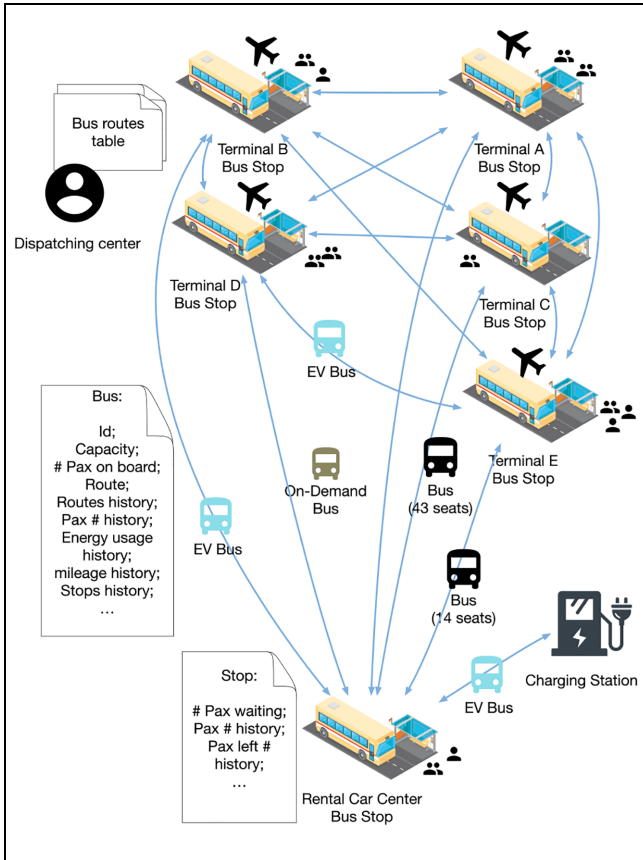 Bus routes
table
Dispatching center
Terminal B
Bus Stop
Terminal A
Bus Stop
Terminal D
Bus Stop
Terminal C
Bus Stop
EV Bus
Terminal E
Bus Stop
Bus:
Id;
Capacity;
# Pax on board;
Route;
Routes history;
Pax # history;
Energy usage
history;
mileage history;
Stops history;
...
On-Demand
Bus
Bus
(43 seats)
EV Bus
Bus
(14 seats)
Charging Station
EV Bus
Stop:
# Pax waiting;
Pax # history;
Pax left #
history;
...
Rental Car Center
Bus Stop